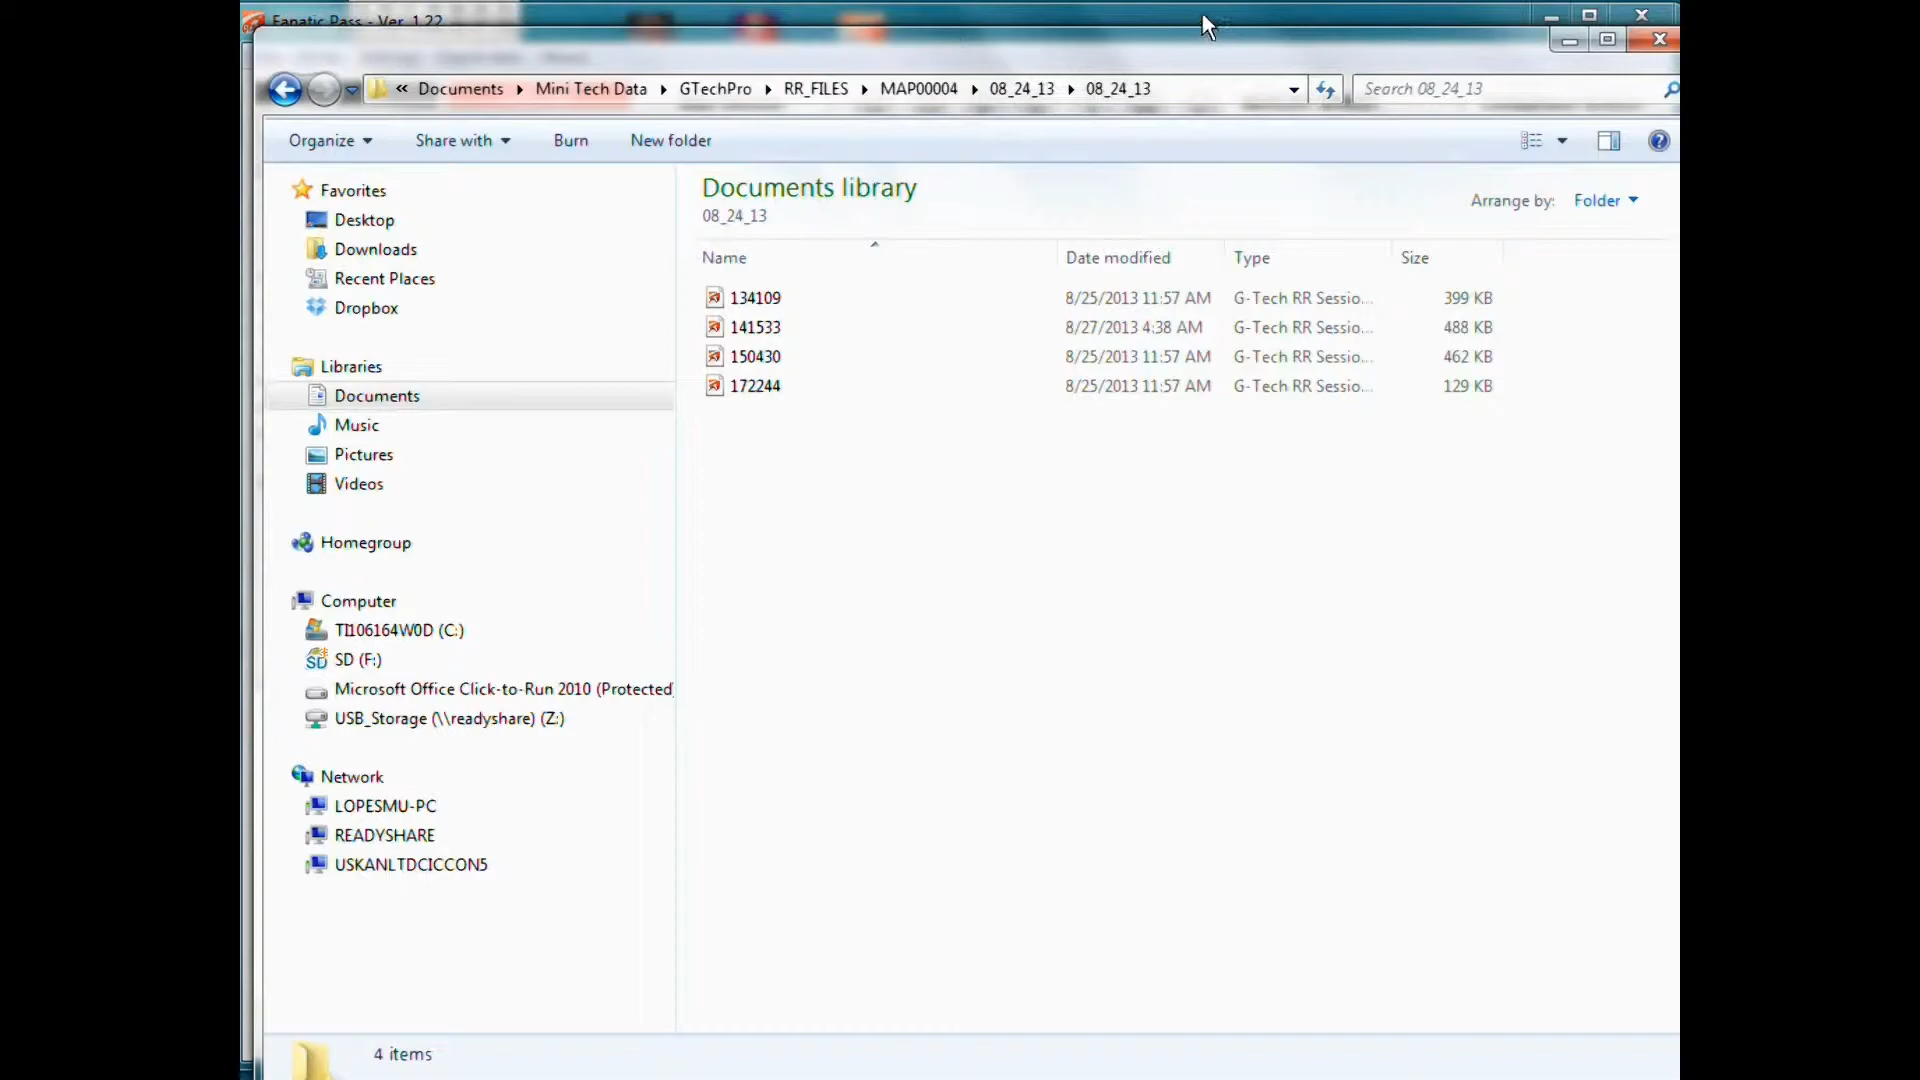 Fanatic Pass - Ver. 1.22
« Documents ▸ Mini Tech Data ▸ GTechPro ▸ RR_FILES ▸ MAP00004 ▸ 08_24_13 ▸ 08_24_13
Search 08_24_13
Organize Share with Burn New folder
Favorites
Desktop
Downloads
Recent Places
Dropbox
Libraries
Documents
Music
Pictures
Videos
Homegroup
Computer
TI106164W0D (C:)
SD (F:)
Microsoft Office Click-to-Run 2010 (Protected)
USB_Storage (\\readyshare) (Z:)
Network
LOPESMU-PC
READYSHARE
USKANLTDCICCON5
Documents library
08_24_13
Arrange by: Folder
Name Date modified Type Size
134109 8/25/2013 11:57 AM G-Tech RR Sessio... 399 KB
141533 8/27/2013 4:38 AM G-Tech RR Sessio... 488 KB
150430 8/25/2013 11:57 AM G-Tech RR Sessio... 462 KB
172244 8/25/2013 11:57 AM G-Tech RR Sessio... 129 KB
4 items